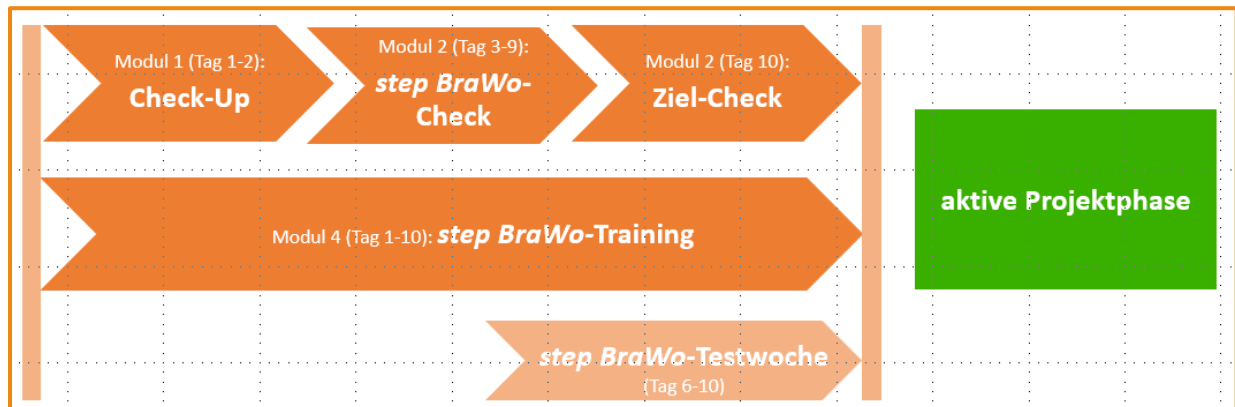 Modul 1 (Tag 1-2):
Check-Up
Modul 2 (Tag 3-9):
step BraWo-
Check
Modul 2 (Tag 10):
Ziel-Check
aktive Projektphase
Modul 4 (Tag 1-10): step BraWo-Training
step BraWo-Testwoche
(Tag 6-10)